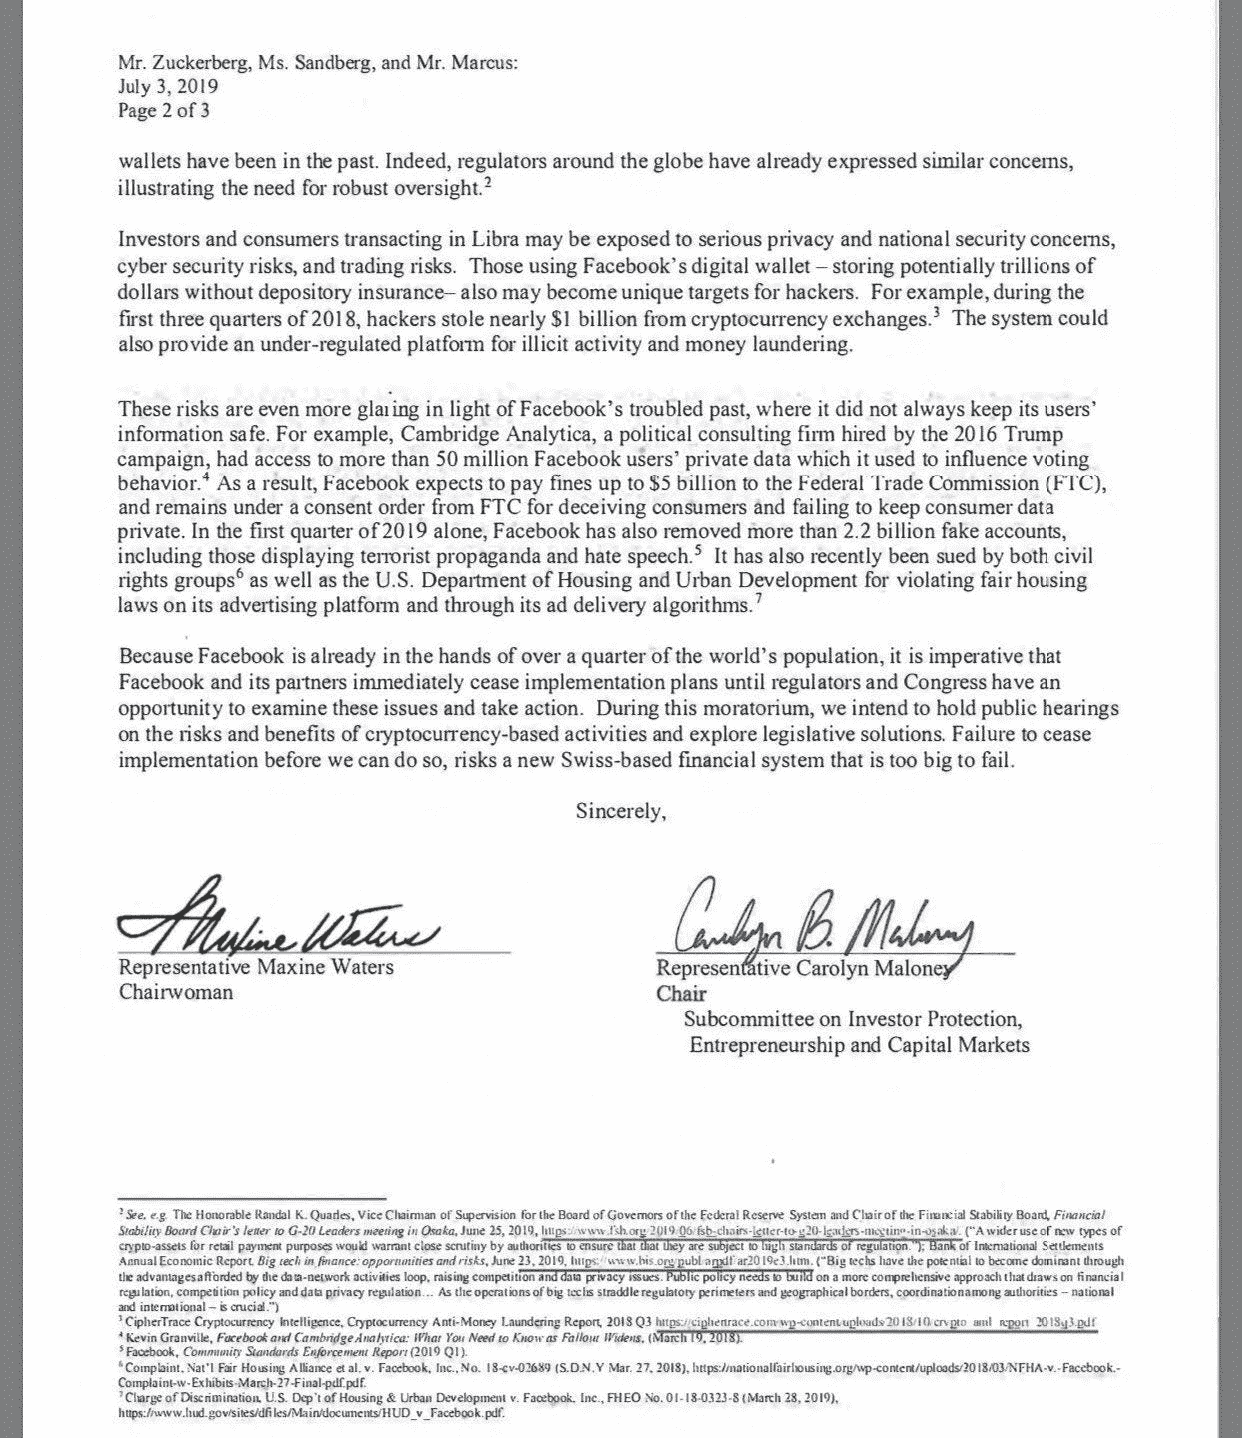 Mr. Zuckerberg, Ms. Sandberg, and Mr. Marcus:
July 3, 2019
Page 2 of 3
wallets have been in the past. Indeed, regulators around the globe have already expressed similar concerns,
illustrating the need for robust oversight.²
Investors and consumers transacting in Libra may be exposed to serious privacy and national security concerns,
cyber security risks, and trading risks. Those using Facebook's digital wallet – storing potentially trillions of
dollars without depository insurance– also may become unique targets for hackers. For example, during the
first three quarters of 2018, hackers stole nearly $1 billion from cryptocurrency exchanges.³ The system could
also provide an under-regulated platform for illicit activity and money laundering.
These risks are even more glaring in light of Facebook's troubled past, where it did not always keep its users'
information safe. For example, Cambridge Analytica, a political consulting firm hired by the 2016 Trump
campaign, had access to more than 50 million Facebook users' private data which it used to influence voting
behavior.⁴ As a result, Facebook expects to pay fines up to $5 billion to the Federal Trade Commission (FTC),
and remains under a consent order from FTC for deceiving consumers and failing to keep consumer data
private. In the first quarter of 2019 alone, Facebook has also removed more than 2.2 billion fake accounts,
including those displaying terrorist propaganda and hate speech.⁵ It has also recently been sued by both civil
rights groups⁶ as well as the U.S. Department of Housing and Urban Development for violating fair housing
laws on its advertising platform and through its ad delivery algorithms.⁷
Because Facebook is already in the hands of over a quarter of the world's population, it is imperative that
Facebook and its partners immediately cease implementation plans until regulators and Congress have an
opportunity to examine these issues and take action. During this moratorium, we intend to hold public hearings
on the risks and benefits of cryptocurrency-based activities and explore legislative solutions. Failure to cease
implementation before we can do so, risks a new Swiss-based financial system that is too big to fail.
Sincerely,
Maxine Waters
Representative Maxine Waters
Chairwoman
Carolyn B. Maloney
Representative Carolyn Maloney
Chair
Subcommittee on Investor Protection,
Entrepreneurship and Capital Markets
² See, e.g. The Honorable Randal K. Quarles, Vice Chairman of Supervision for the Board of Governors of the Federal Reserve System and Chair of the Financial Stability Board, Financial
Stability Board Chair's letter to G-20 Leaders meeting in Osaka, June 25, 2019, https://www.fsb.org/2019/06/fsb-chairs-letter-to-g20-leaders-meeting-in-osaka/. ("A wider use of new types of
crypto-assets for retail payment purposes would warrant close scrutiny by authorities to ensure that that they are subject to high standards of regulation."); Bank of International Settlements
Annual Economic Report, Big tech in finance: opportunities and risks, June 23, 2019, https://www.bis.org/publ/arpdf/ar2019e3.htm. ("Big techs have the potential to become dominant through
the advantages afforded by the data-network activities loop, raising competition and data privacy issues. Public policy needs to build on a more comprehensive approach that draws on financial
regulation, competition policy and data privacy regulation… As the operations of big techs straddle regulatory perimeters and geographical borders, coordination among authorities – national
and international – is crucial.")
³ CipherTrace Cryptocurrency Intelligence, Cryptocurrency Anti-Money Laundering Report, 2018 Q3 https://ciphertrace.com/wp-content/uploads/2018/10/crypto_aml_report_2018q3.pdf
⁴ Kevin Granville, Facebook and Cambridge Analytica: What You Need to Know as Fallout Widens, (March 19, 2018).
⁵ Facebook, Community Standards Enforcement Report (2019 Q1).
⁶ Complaint, Nat'l Fair Housing Alliance et al. v. Facebook, Inc., No. 18-cv-02689 (S.D.N.Y Mar. 27, 2018), https://nationalfairhousing.org/wp-content/uploads/2018/03/NFHA-v.-Facebook.-
Complaint-w-Exhibits-March-27-Final-pdf.pdf.
⁷ Charge of Discrimination, U.S. Dep't of Housing & Urban Development v. Facebook, Inc., FHEO No. 01-18-0323-8 (March 28, 2019),
https://www.hud.gov/sites/dfiles/Main/documents/HUD_v_Facebook.pdf.